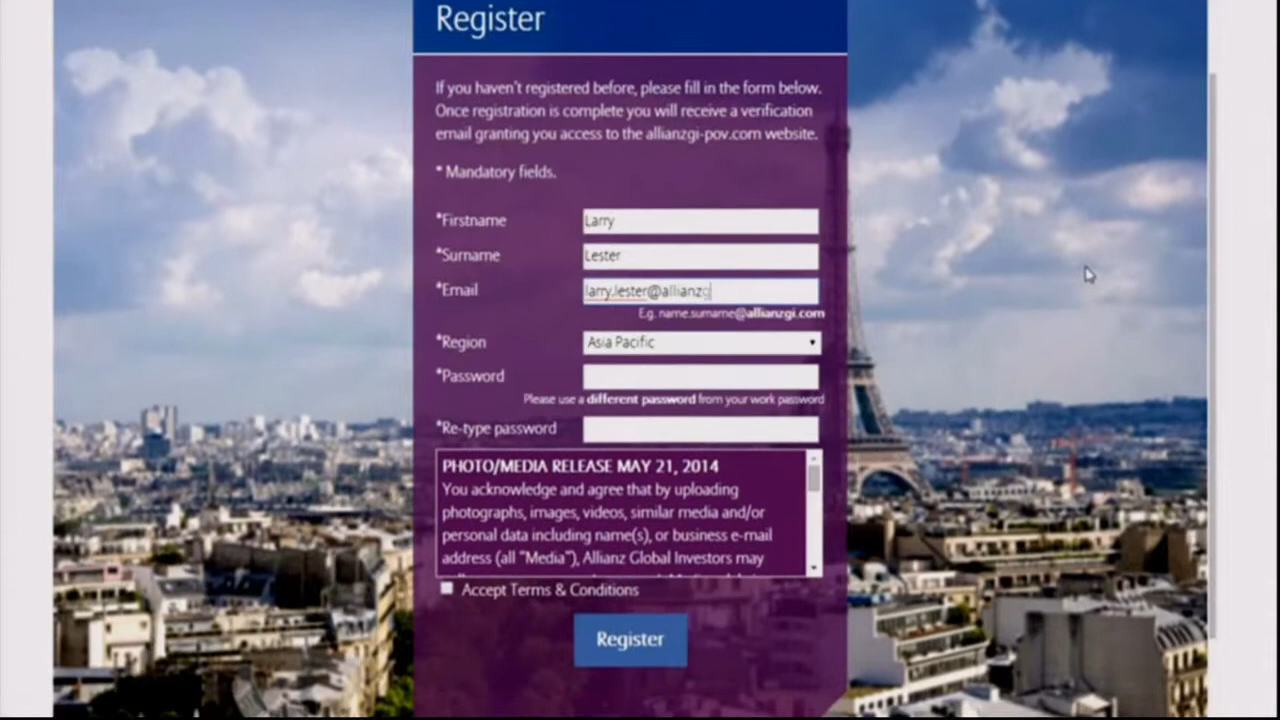 Register
If you haven't registered before, please fill in the form below.
Once registration is complete you will receive a verification
email granting you access to the allianzgi-pov.com website.
* Mandatory fields.
*Firstname Larry
*Surname Lester
*Email larry.lester@allianzg
E.g. name.surname@allianzgi.com
*Region Asia Pacific
*Password
Please use a different password from your work password
*Re-type password
PHOTO/MEDIA RELEASE MAY 21, 2014
You acknowledge and agree that by uploading
photographs, images, videos, similar media and/or
personal data including name(s), or business e-mail
address (all "Media"), Allianz Global Investors may
Accept Terms & Conditions
Register